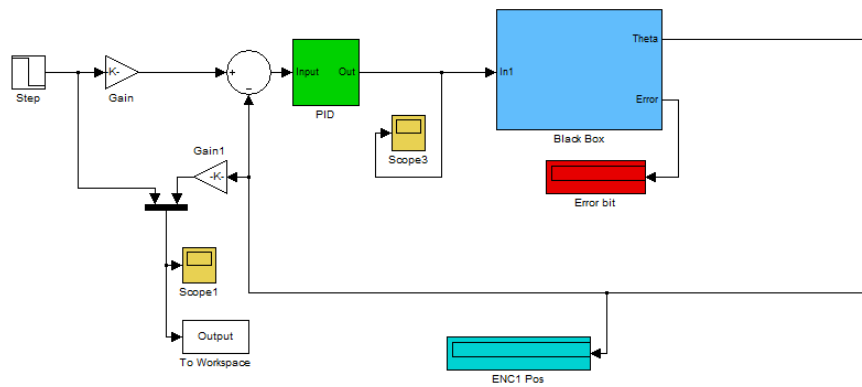 Step
-K-
Gain
+
−
Input
Out
PID
Scope3
In1
Theta
Error
Black Box
Error bit
Gain1
-K-
Scope1
Output
To Workspace
ENC1 Pos